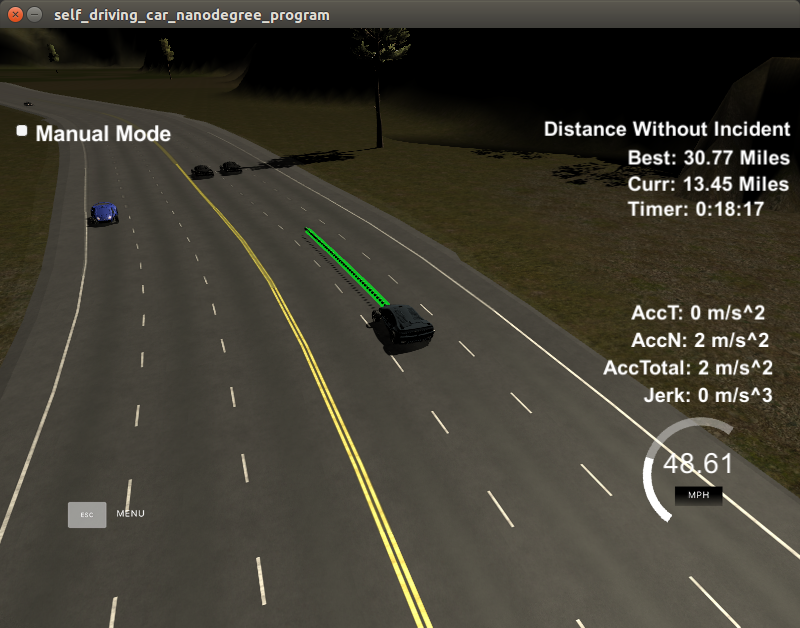 self_driving_car_nanodegree_program
Manual Mode
Distance Without Incident
Best: 30.77 Miles
Curr: 13.45 Miles
Timer: 0:18:17
AccT: 0 m/s^2
AccN: 2 m/s^2
AccTotal: 2 m/s^2
Jerk: 0 m/s^3
48.61
MPH
ESC MENU